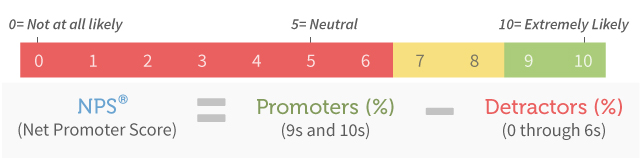 0= Not at all likely 5= Neutral 10= Extremely Likely
0 1 2 3 4 5 6 7 8 9 10
NPS® = Promoters (%) − Detractors (%)
(Net Promoter Score) (9s and 10s) (0 through 6s)